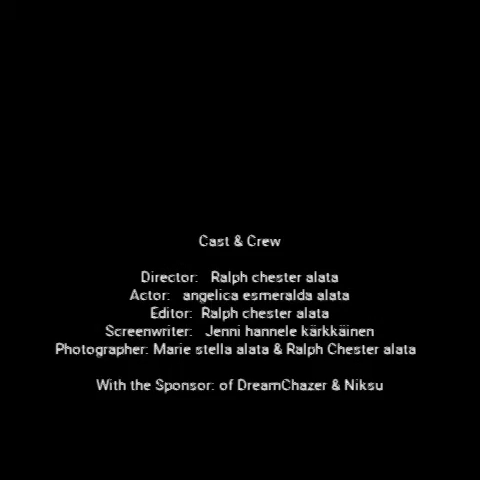 Cast & Crew
Director: Ralph chester alata
Actor: angelica esmeralda alata
Editor: Ralph chester alata
Screenwriter: Jenni hannele kärkkäinen
Photographer: Marie stella alata & Ralph Chester alata
With the Sponsor: of DreamChazer & Niksu